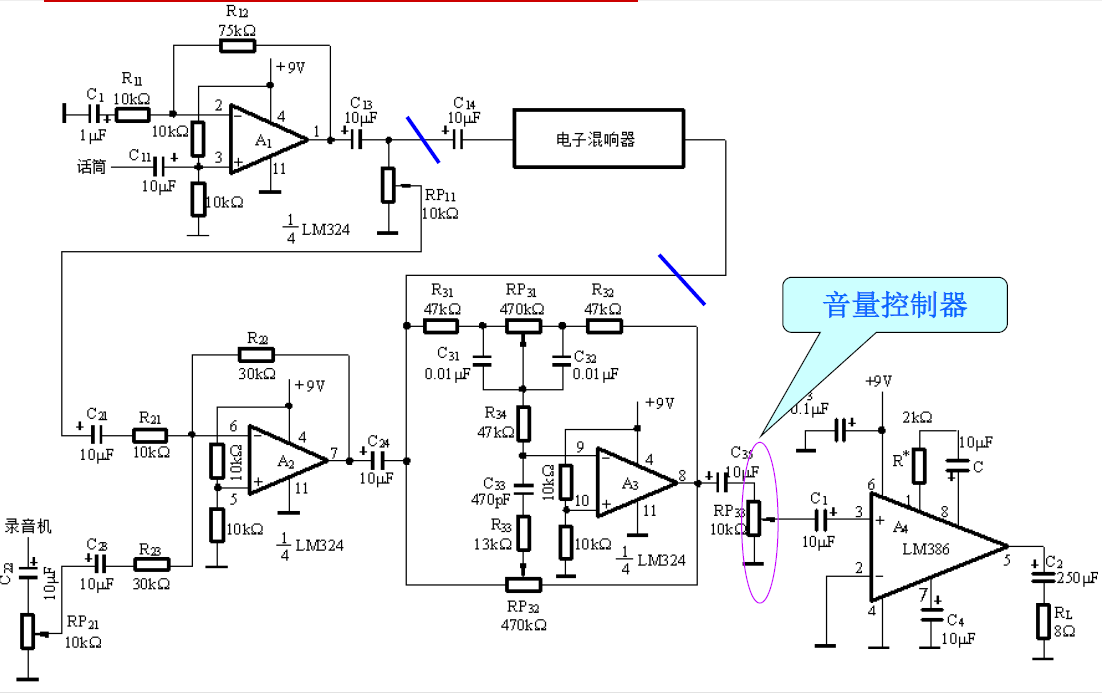 R12
75kΩ
+9V
C1
1μF
R11
10kΩ
10kΩ
2
3
4
A1
1
11
话筒
C11
10μF
10kΩ
1/4 LM324
C13
10μF
RP11
10kΩ
C14
10μF
电子混响器
R22
30kΩ
+9V
C21
10μF
R21
10kΩ
10kΩ
6
5
4
A2
7
11
10kΩ
1/4 LM324
C24
10μF
录音机
C22
10μF
RP21
10kΩ
C23
10μF
R23
30kΩ
R31
47kΩ
RP31
470kΩ
R32
47kΩ
C31
0.01μF
C32
0.01μF
R34
47kΩ
+9V
C33
470pF
R33
13kΩ
10kΩ
9
10
4
A3
8
11
10kΩ
1/4 LM324
RP32
470kΩ
音量控制器
C35
10μF
RP33
10kΩ
+9V
3
0.1μF
2kΩ
R*
10μF
C
C1
10μF
6
1
8
3
A4
LM386
5
2
4
7
C4
10μF
C2
250μF
RL
8Ω